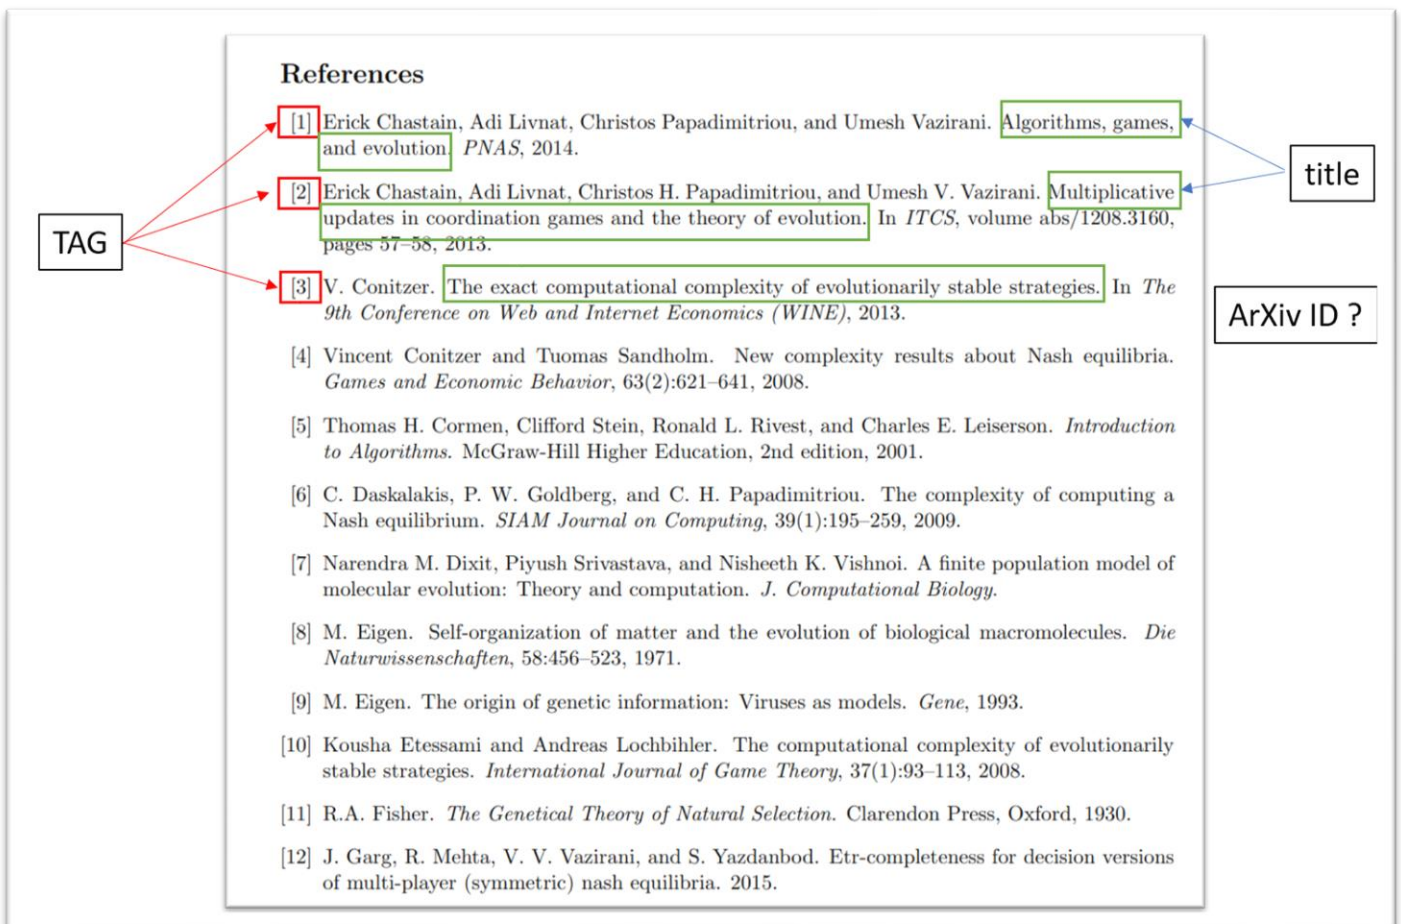 References
[1] Erick Chastain, Adi Livnat, Christos Papadimitriou, and Umesh Vazirani. Algorithms, games,
and evolution. PNAS, 2014.
[2] Erick Chastain, Adi Livnat, Christos H. Papadimitriou, and Umesh V. Vazirani. Multiplicative
updates in coordination games and the theory of evolution. In ITCS, volume abs/1208.3160,
pages 57–58, 2013.
[3] V. Conitzer. The exact computational complexity of evolutionarily stable strategies. In The
9th Conference on Web and Internet Economics (WINE), 2013.
[4] Vincent Conitzer and Tuomas Sandholm. New complexity results about Nash equilibria.
Games and Economic Behavior, 63(2):621–641, 2008.
[5] Thomas H. Cormen, Clifford Stein, Ronald L. Rivest, and Charles E. Leiserson. Introduction
to Algorithms. McGraw-Hill Higher Education, 2nd edition, 2001.
[6] C. Daskalakis, P. W. Goldberg, and C. H. Papadimitriou. The complexity of computing a
Nash equilibrium. SIAM Journal on Computing, 39(1):195–259, 2009.
[7] Narendra M. Dixit, Piyush Srivastava, and Nisheeth K. Vishnoi. A finite population model of
molecular evolution: Theory and computation. J. Computational Biology.
[8] M. Eigen. Self-organization of matter and the evolution of biological macromolecules. Die
Naturwissenschaften, 58:456–523, 1971.
[9] M. Eigen. The origin of genetic information: Viruses as models. Gene, 1993.
[10] Kousha Etessami and Andreas Lochbihler. The computational complexity of evolutionarily
stable strategies. International Journal of Game Theory, 37(1):93–113, 2008.
[11] R.A. Fisher. The Genetical Theory of Natural Selection. Clarendon Press, Oxford, 1930.
[12] J. Garg, R. Mehta, V. V. Vazirani, and S. Yazdanbod. Etr-completeness for decision versions
of multi-player (symmetric) nash equilibria. 2015.
TAG
title
ArXiv ID ?